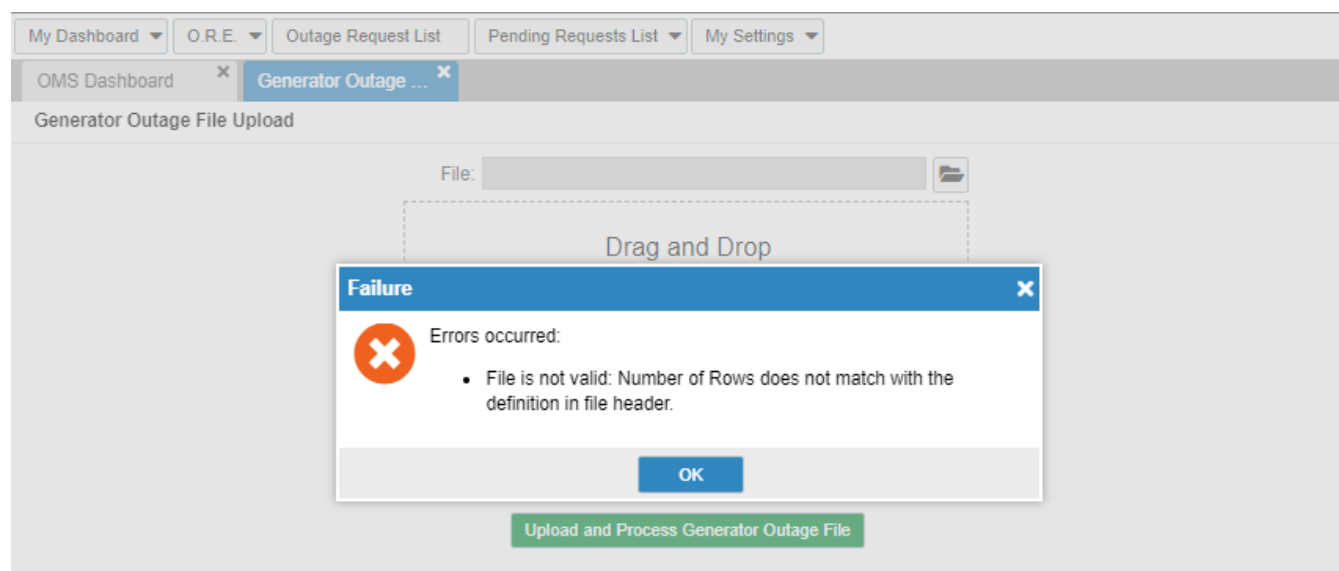 My Dashboard O.R.E. Outage Request List Pending Requests List My Settings
OMS Dashboard Generator Outage ...
Generator Outage File Upload
File:
Drag and Drop
Failure
Errors occurred:
• File is not valid: Number of Rows does not match with the
definition in file header.
OK
Upload and Process Generator Outage File